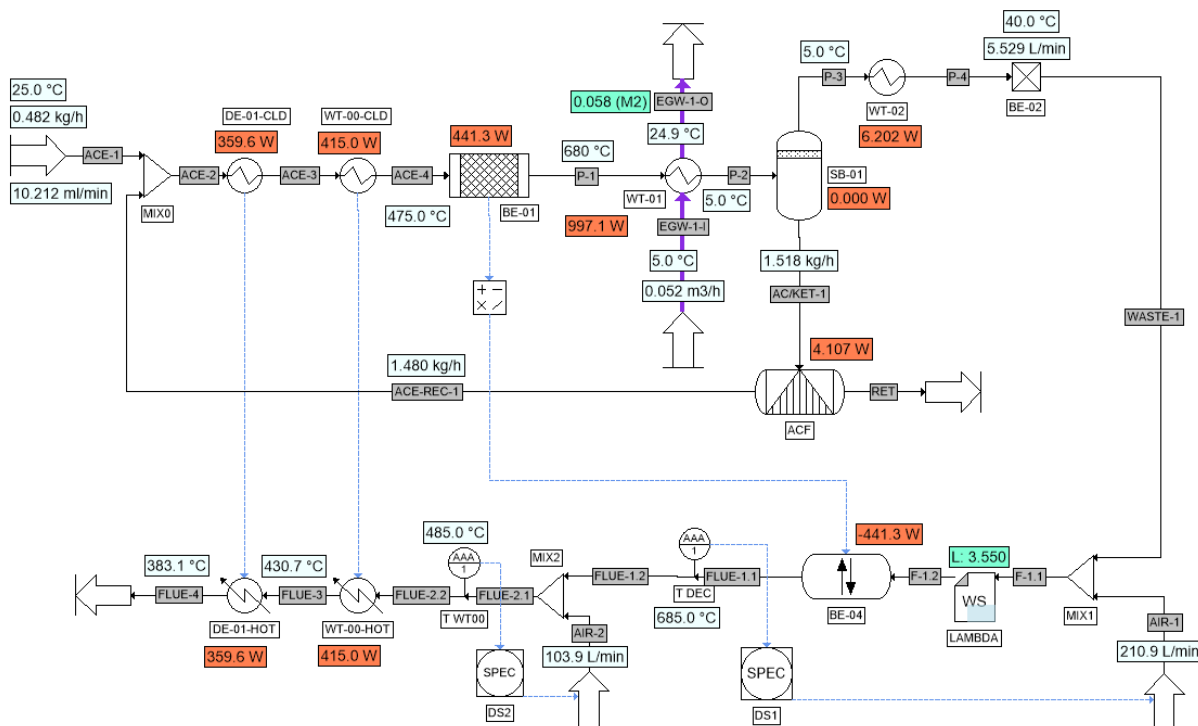 40.0 °C
5.0 °C
5.529 L/min
25.0 °C
P-3
P-4
0.058 (M2)
EGW-1-O
BE-02
0.482 kg/h
DE-01-CLD
WT-00-CLD
WT-02
359.6 W
415.0 W
441.3 W
24.9 °C
6.202 W
ACE-1
680 °C
ACE-2
ACE-3
ACE-4
P-1
P-2
SB-01
10.212 ml/min
MIX0
475.0 °C
BE-01
WT-01
5.0 °C
0.000 W
997.1 W
EGW-1-I
5.0 °C
1.518 kg/h
+ −
× ⁄
0.052 m3/h
AC/KET-1
WASTE-1
4.107 W
1.480 kg/h
ACE-REC-1
RET
ACF
485.0 °C
AAA
1
MIX2
AAA
1
-441.3 W
L: 3.550
383.1 °C
430.7 °C
FLUE-1.2
FLUE-1.1
F-1.2
F-1.1
FLUE-4
FLUE-3
FLUE-2.2
FLUE-2.1
T DEC
WS
T WT00
685.0 °C
BE-04
LAMBDA
MIX1
DE-01-HOT
WT-00-HOT
AIR-2
AIR-1
359.6 W
415.0 W
SPEC
103.9 L/min
SPEC
210.9 L/min
DS2
DS1